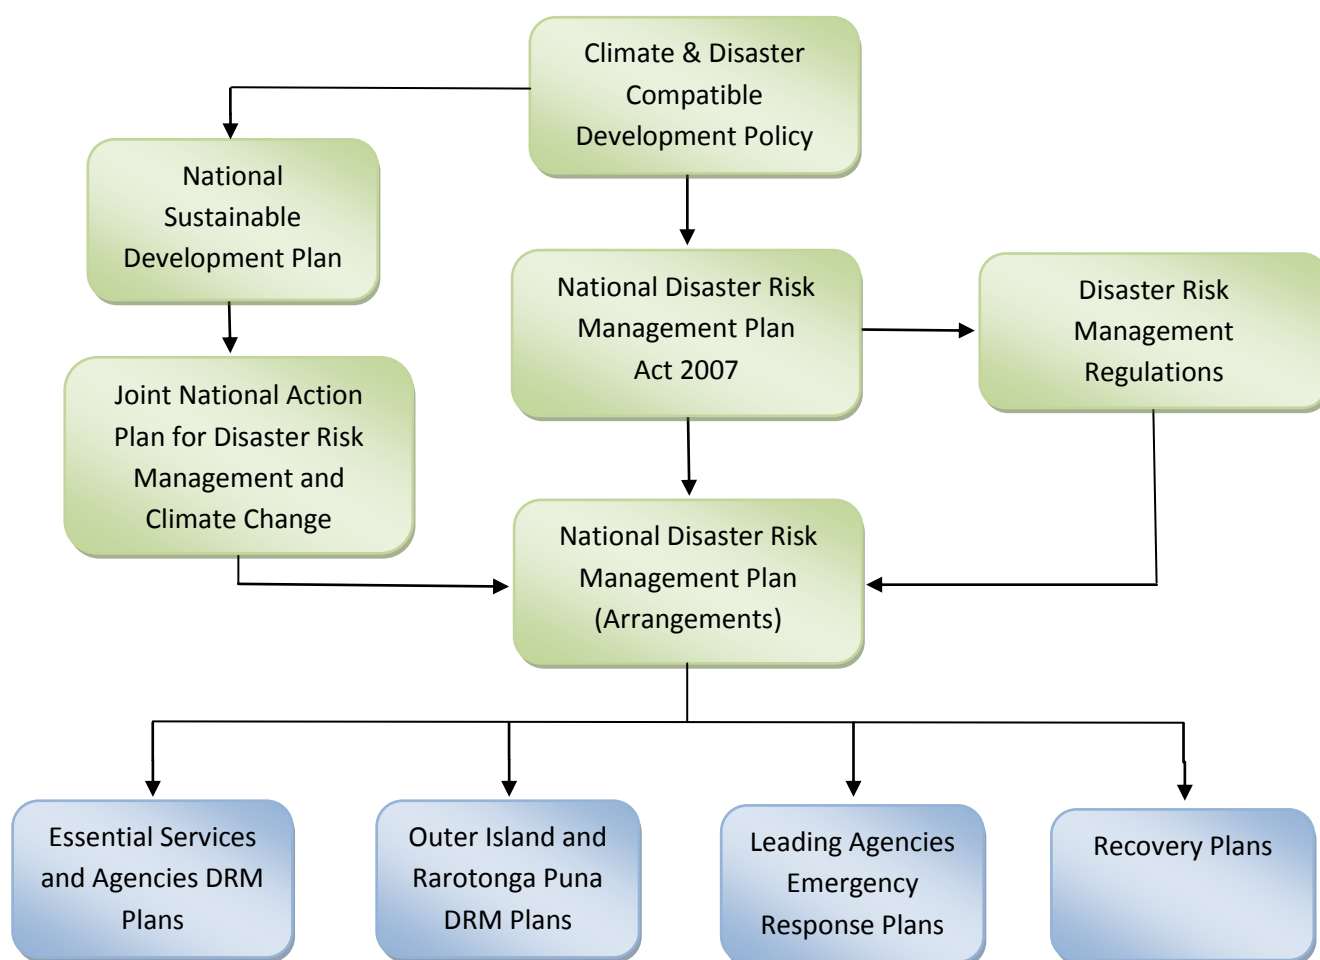 Climate & Disaster
Compatible
Development Policy
National
Sustainable
Development Plan
National Disaster Risk
Management Plan
Act 2007
Disaster Risk
Management
Regulations
Joint National Action
Plan for Disaster Risk
Management and
Climate Change
National Disaster Risk
Management Plan
(Arrangements)
Essential Services
and Agencies DRM
Plans
Outer Island and
Rarotonga Puna
DRM Plans
Leading Agencies
Emergency
Response Plans
Recovery Plans